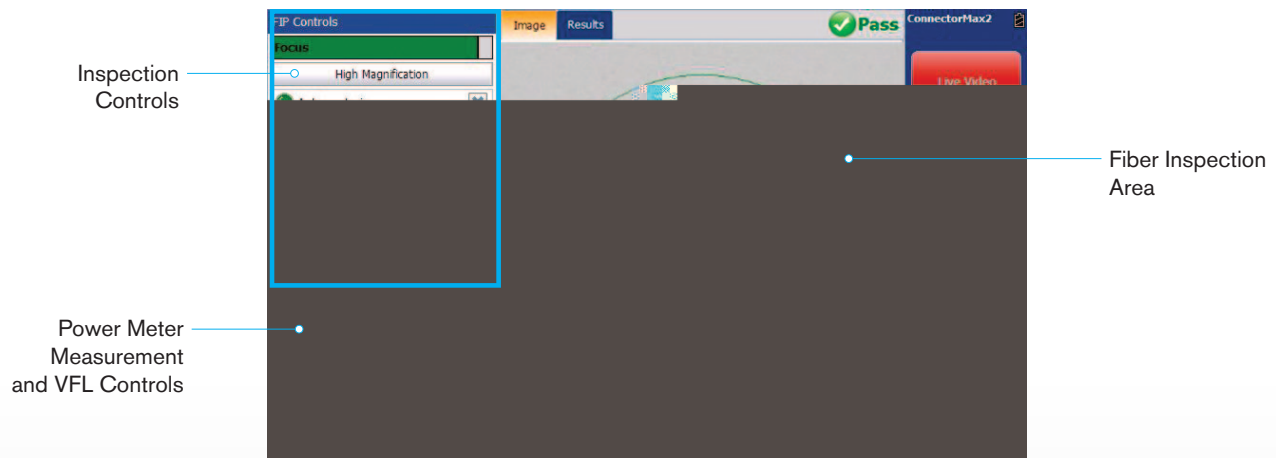 FIP Controls
Image
Results
Pass
ConnectorMax2
Focus
High Magnification
Live Video
Inspection
Controls
Fiber Inspection
Area
Power Meter
Measurement
and VFL Controls